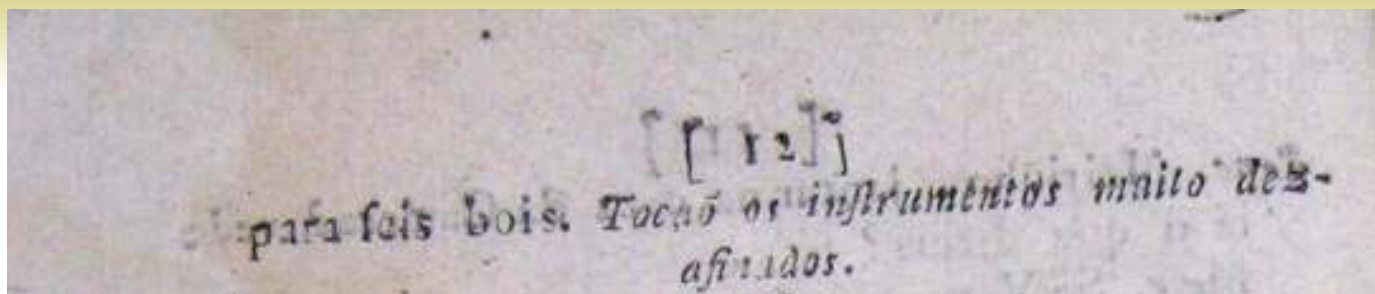 [ 12 ]
para ſeis bois. Tocaõ os inſtrumentos muito dez-
afinados.